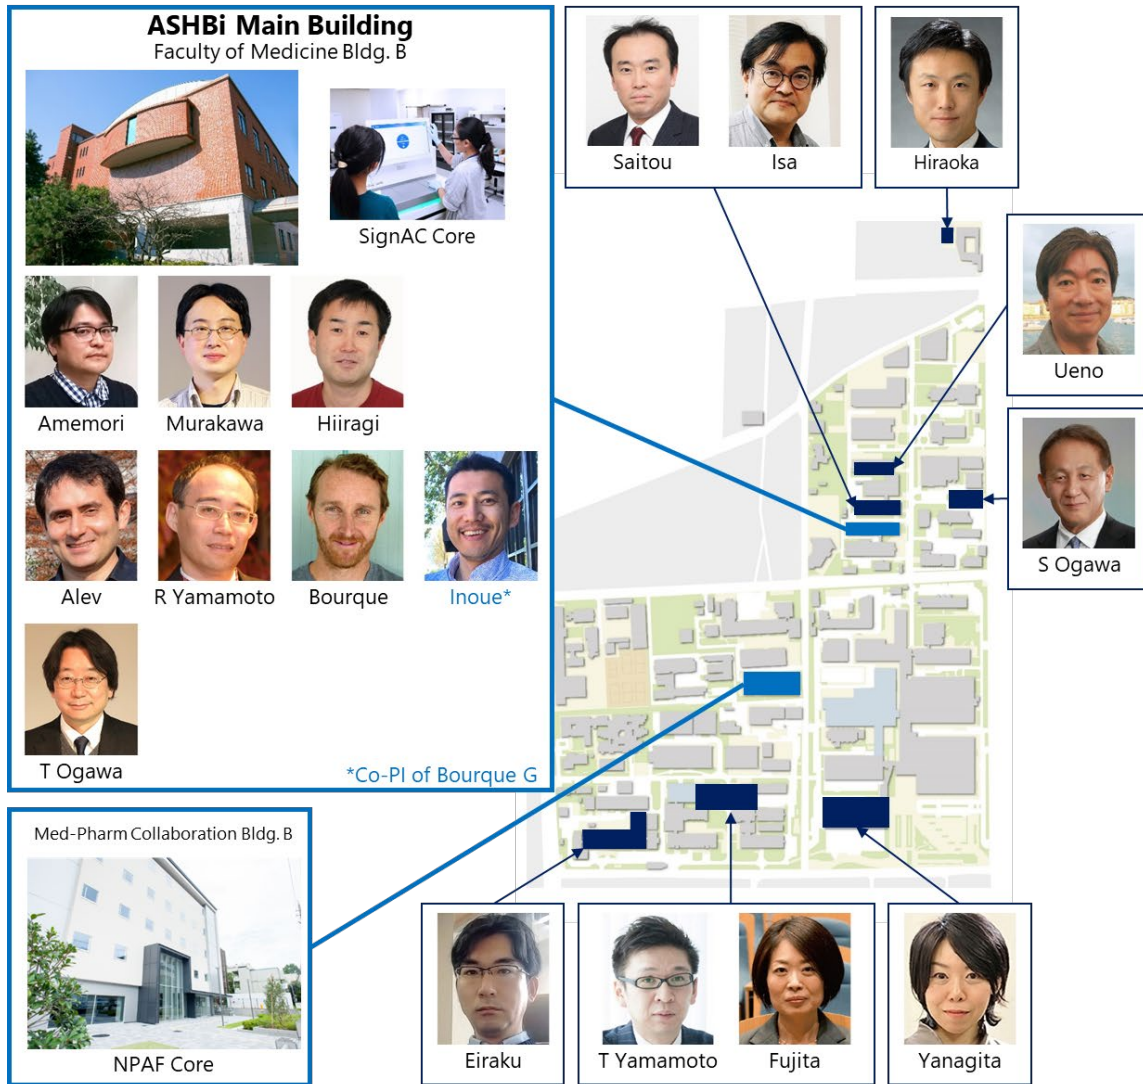 ASHBi Main Building
Faculty of Medicine Bldg. B
SignAC Core
Amemori
Murakawa
Hiiragi
Alev
R Yamamoto
Bourque
Inoue*
T Ogawa
*Co-PI of Bourque G
Saitou
Isa
Hiraoka
Ueno
S Ogawa
Med-Pharm Collaboration Bldg. B
NPAF Core
Eiraku
T Yamamoto
Fujita
Yanagita